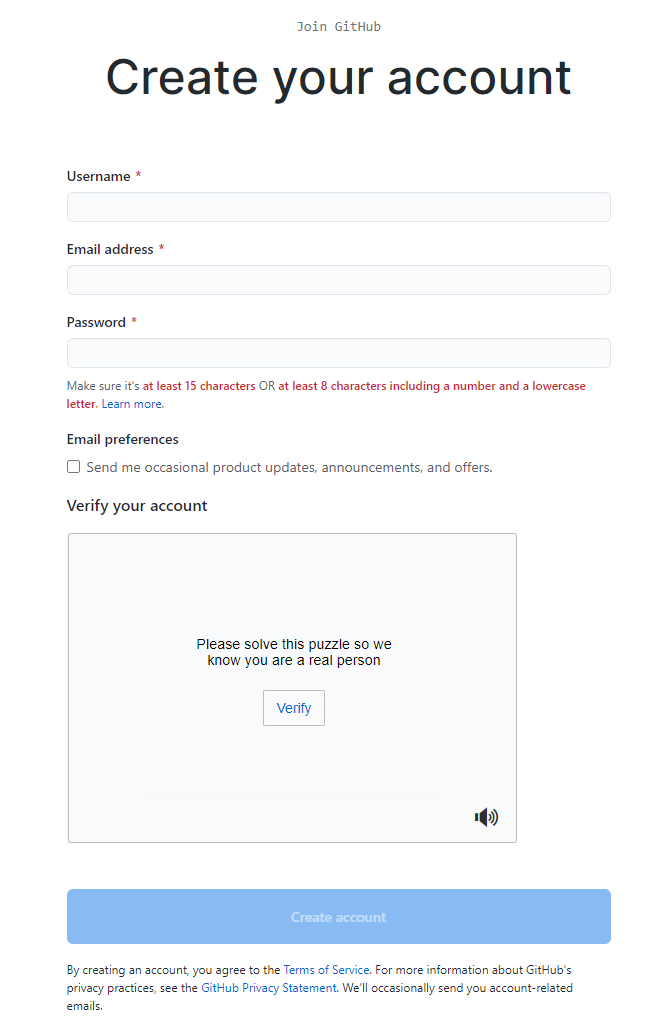 Join GitHub
Create your account
Username *
Email address *
Password *
Make sure it's at least 15 characters OR at least 8 characters including a number and a lowercase
letter. Learn more.
Email preferences
Send me occasional product updates, announcements, and offers.
Verify your account
Please solve this puzzle so we
know you are a real person
Verify
Create account
By creating an account, you agree to the Terms of Service. For more information about GitHub's
privacy practices, see the GitHub Privacy Statement. We'll occasionally send you account-related
emails.